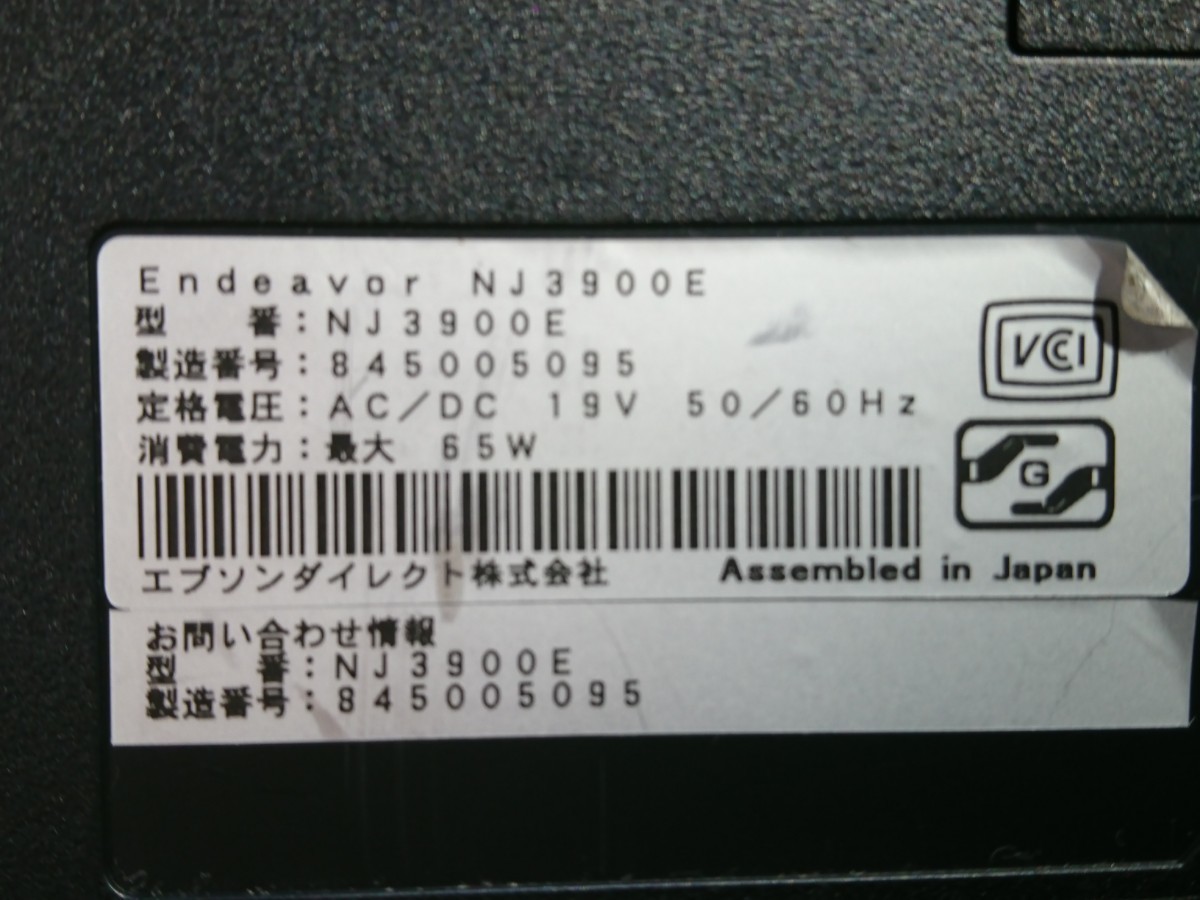 Endeavor NJ3900E
型　　番：NJ3900E
製造番号：845005095
定格電圧：AC／DC 19V 50／60Hz
消費電力：最大 65W
VCCI
G
エプソンダイレクト株式会社 Assembled in Japan
お問い合わせ情報
型　　番：NJ3900E
製造番号：845005095